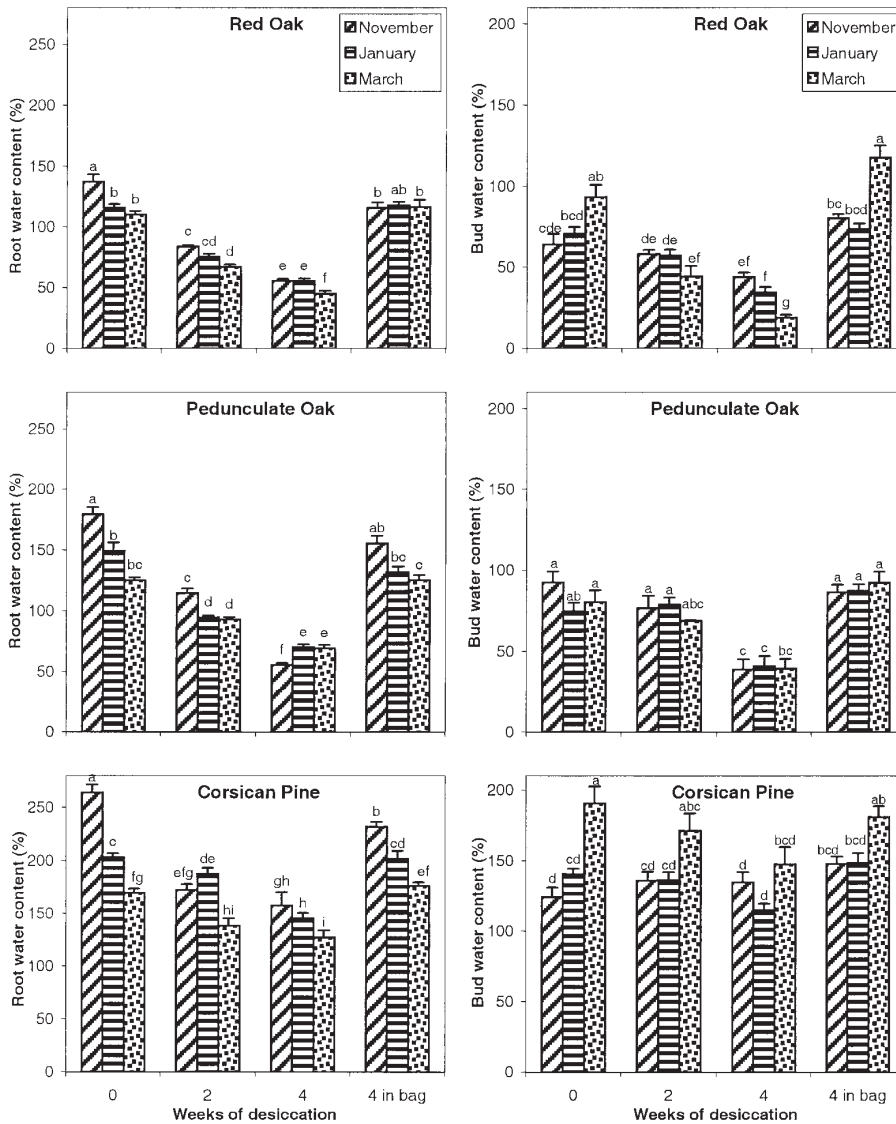 Red Oak
November
January
March
Root water content (%)
250
200
150
100
50
0
a
b
b
c
cd
d
e
e
f
b
ab
b
Red Oak
November
January
March
Bud water content (%)
200
150
100
50
0
cde
bcd
ab
de
de
ef
ef
f
g
bc
bcd
a
Pedunculate Oak
Root water content (%)
250
200
150
100
50
0
a
b
bc
c
d
d
f
e
e
ab
bc
c
Pedunculate Oak
Bud water content (%)
200
150
100
50
0
a
ab
a
a
a
abc
c
c
bc
a
a
a
Corsican Pine
Root water content (%)
250
200
150
100
50
0
a
c
fg
efg
de
hi
gh
h
i
b
cd
ef
0 2 4 4 in bag
Weeks of desiccation
Corsican Pine
Bud water content (%)
200
150
100
50
0
d
cd
a
cd
cd
abc
d
d
bcd
bcd
bcd
ab
0 2 4 4 in bag
Weeks of desiccation